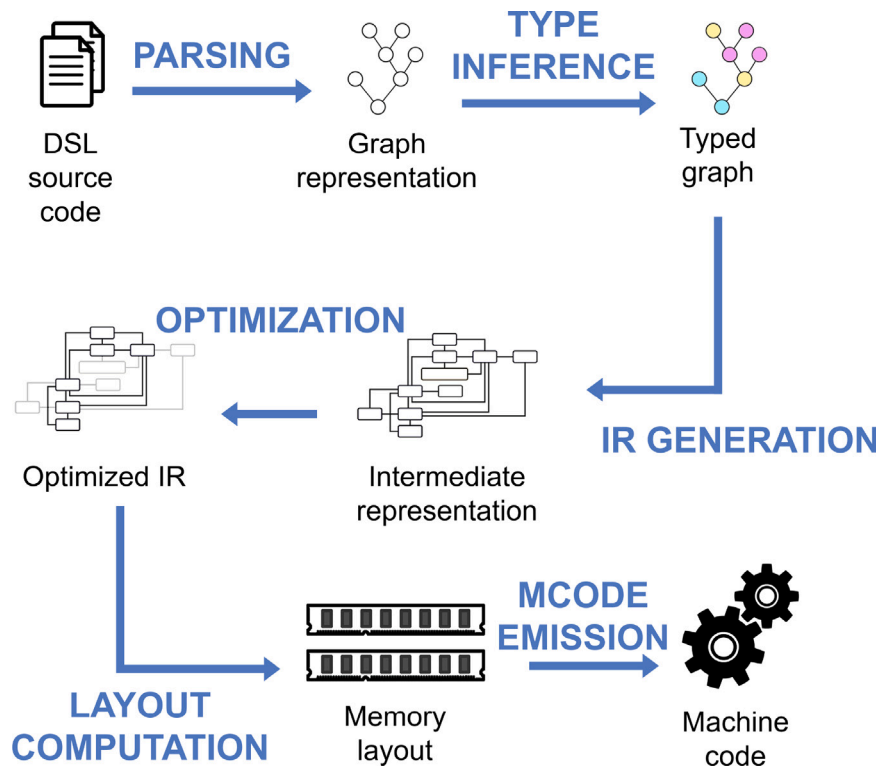 PARSING
TYPE
INFERENCE
DSL
source
code
Graph
representation
Typed
graph
OPTIMIZATION
IR GENERATION
Optimized IR
Intermediate
representation
MCODE
EMISSION
LAYOUT
COMPUTATION
Memory
layout
Machine
code